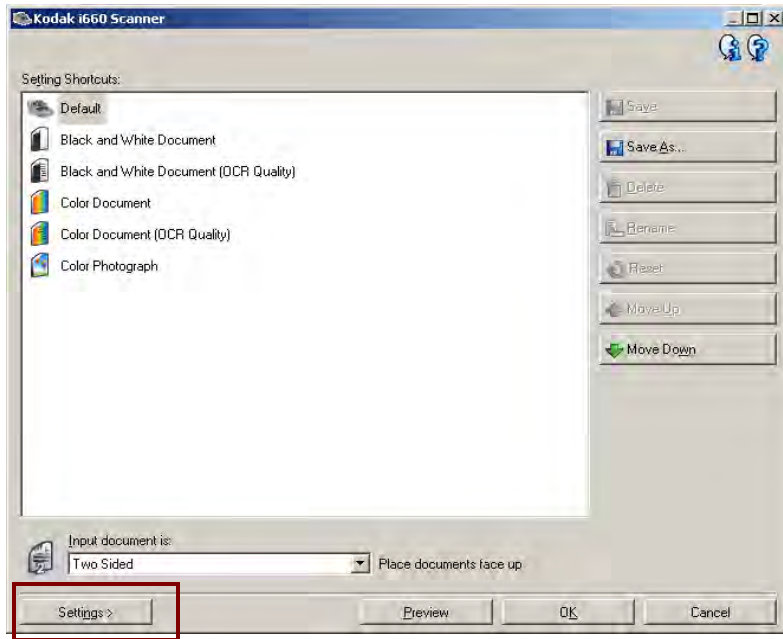 Kodak i660 Scanner
Setting Shortcuts:
Default
Black and White Document
Black and White Document (OCR Quality)
Color Document
Color Document (OCR Quality)
Color Photograph
Save
Save As...
Delete
Rename
Reset
Move Up
Move Down
Input document is:
Two Sided
Place documents face up
Settings >
Preview
OK
Cancel